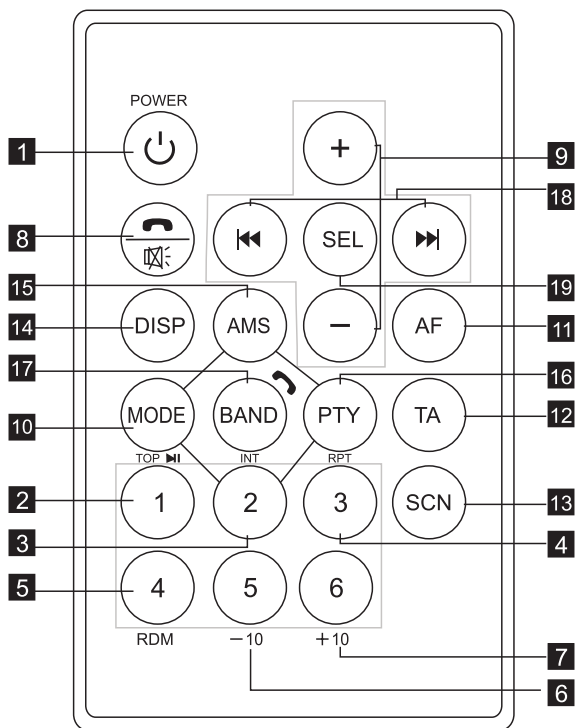 POWER
1
+
9
18
8
SEL
19
15
14
DISP
AMS
−
AF
11
17
16
10
MODE
BAND
PTY
TA
12
TOP
INT
RPT
2
1
2
3
SCN
13
3
4
5
4
5
6
RDM
−10
+10
7
6